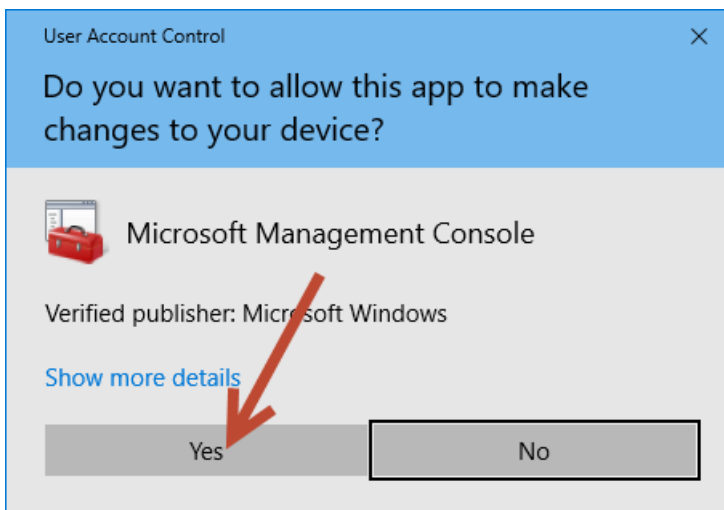 User Account Control
Do you want to allow this app to make
changes to your device?
Microsoft Management Console
Verified publisher: Microsoft Windows
Show more details
Yes
No